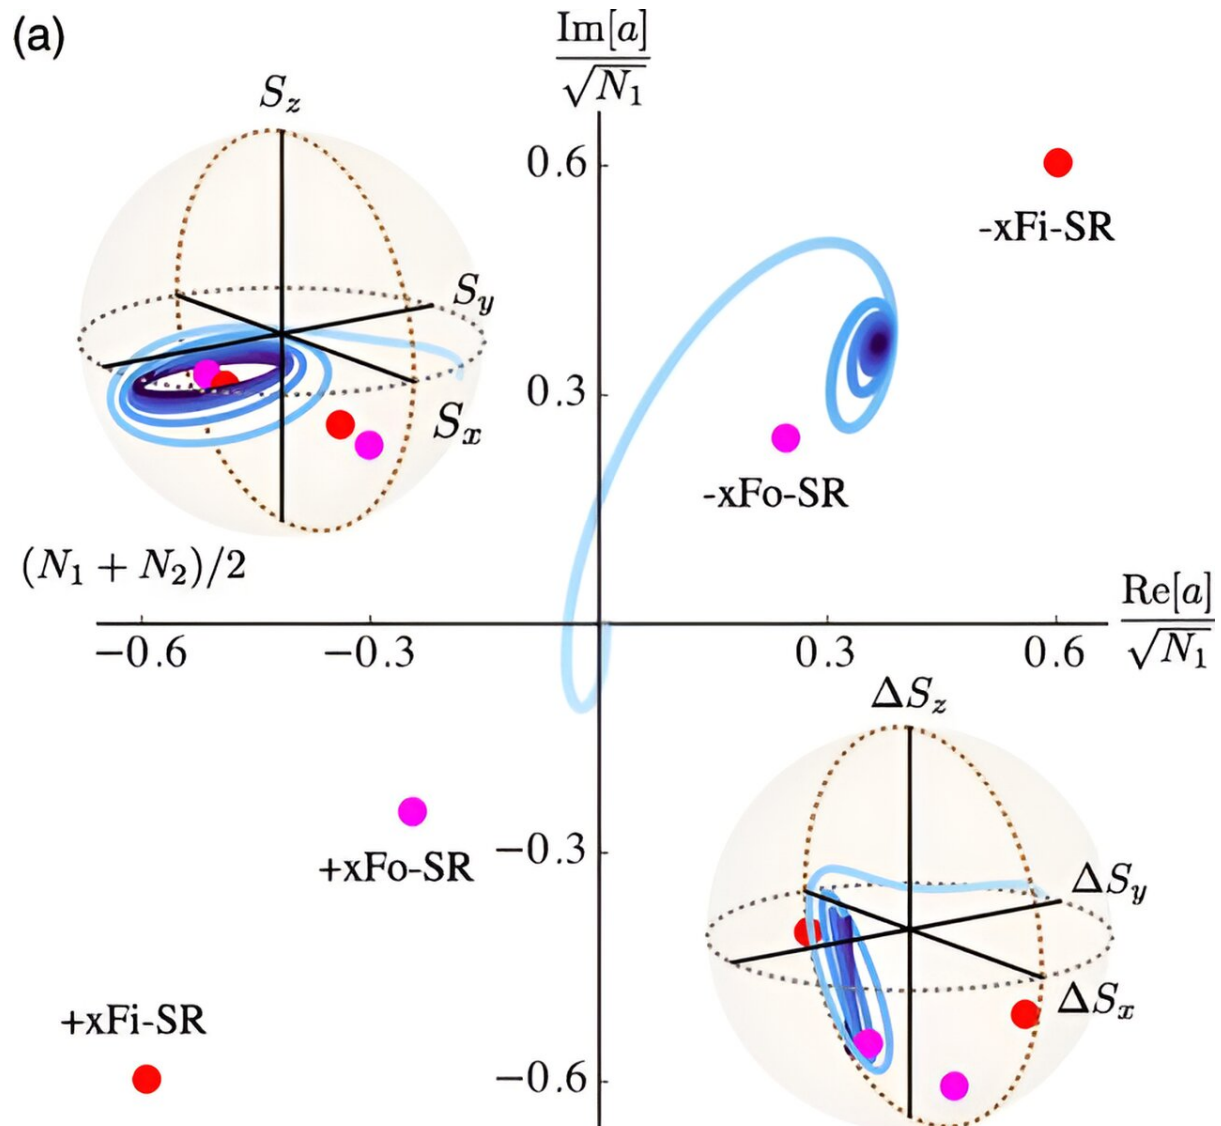 (a)
Im[a]
√N₁
S_z
0.6
-xFi-SR
S_y
0.3
S_x
-xFo-SR
(N₁ + N₂)/2
Re[a]
√N₁
−0.6
−0.3
0.3
0.6
ΔS_z
+xFo-SR
−0.3
ΔS_y
ΔS_x
+xFi-SR
−0.6